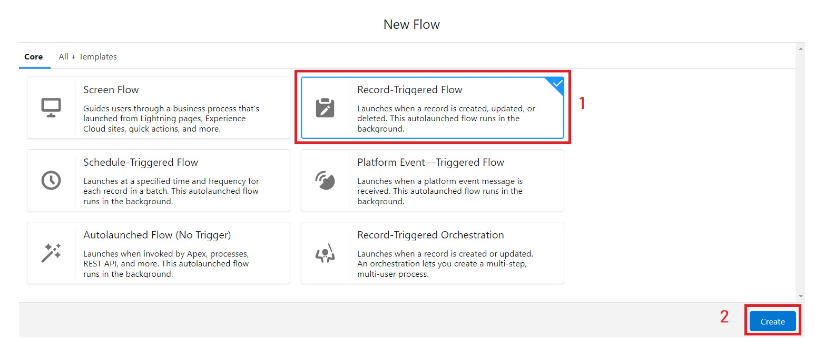 New Flow
Core All + Templates
Screen Flow
Guides users through a business process that's
launched from Lightning pages, Experience
Cloud sites, quick actions, and more.
Record-Triggered Flow
Launches when a record is created, updated, or
deleted. This autolaunched flow runs in the
background.
1
Schedule-Triggered Flow
Launches at a specified time and frequency for
each record in a batch. This autolaunched flow
runs in the background.
Platform Event—Triggered Flow
Launches when a platform event message is
received. This autolaunched flow runs in the
background.
Autolaunched Flow (No Trigger)
Launches when invoked by Apex, processes,
REST API, and more. This autolaunched flow
runs in the background.
Record-Triggered Orchestration
Launches when a record is created or updated.
An orchestration lets you create a multi-step,
multi-user process.
2
Create